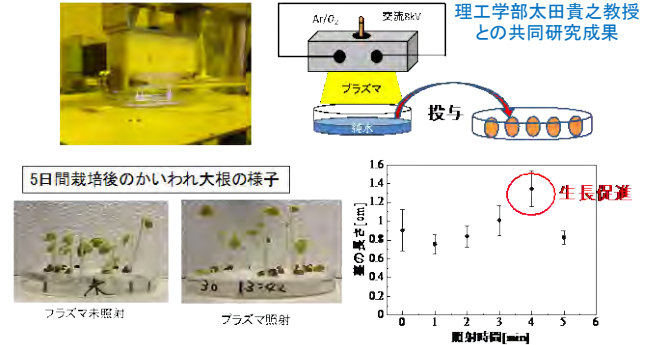 理工学部太田貴之教授
との共同研究成果
Ar/O₂
交流8kV
プラズマ
純水
投与
5日間栽培後のかいわれ大根の様子
水
30 13:42
プラズマ未照射
プラズマ照射
1.6
1.4
1.2
1
0.8
0.6
0.4
0.2
0
茎の長さ[cm]
生長促進
0 1 2 3 4 5 6
照射時間[min]